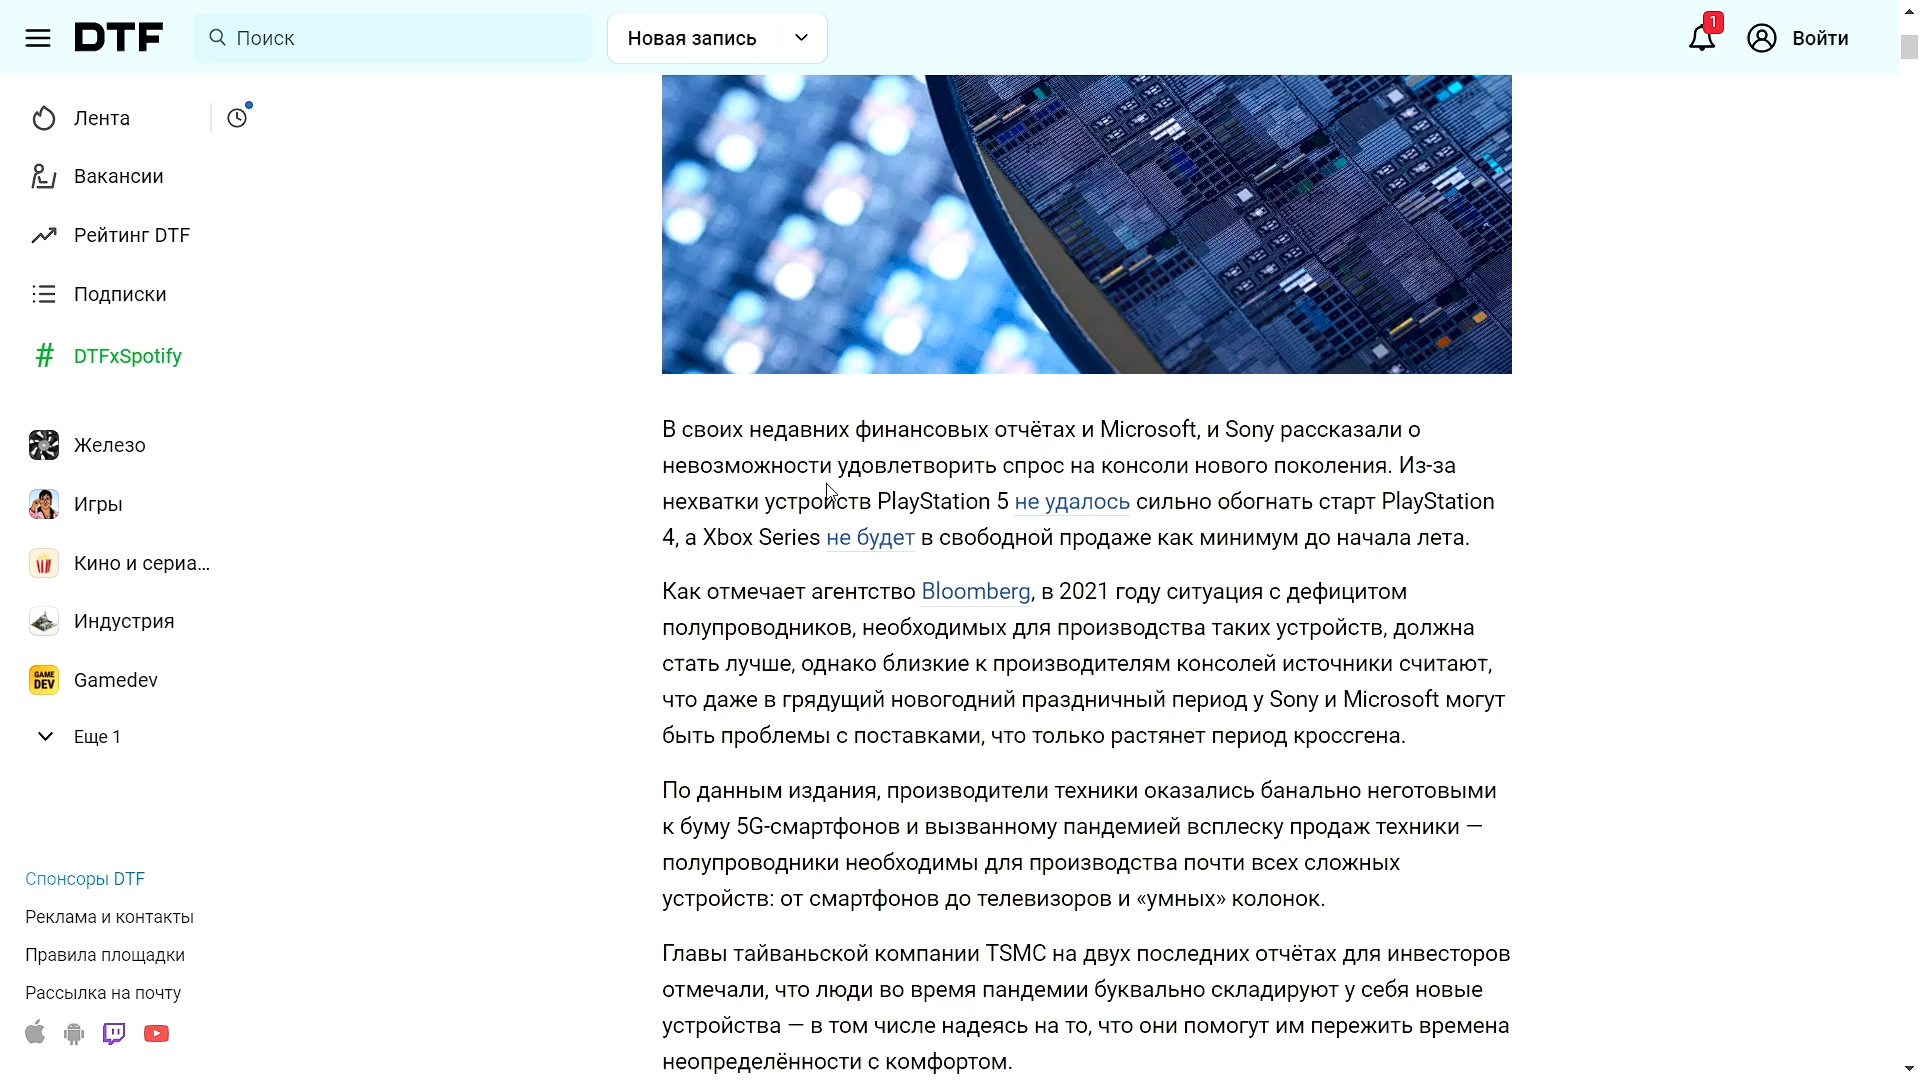 DTF
Поиск
Новая запись
1
Войти
Лента
Вакансии
Рейтинг DTF
Подписки
# DTFxSpotify
Железо
Игры
Кино и сериа...
Индустрия
GAME DEV
Gamedev
Еще 1
Спонсоры DTF
Реклама и контакты
Правила площадки
Рассылка на почту
В своих недавних финансовых отчётах и Microsoft, и Sony рассказали о
невозможности удовлетворить спрос на консоли нового поколения. Из-за
нехватки устройств PlayStation 5 не удалось сильно обогнать старт PlayStation
4, а Xbox Series не будет в свободной продаже как минимум до начала лета.
Как отмечает агентство Bloomberg, в 2021 году ситуация с дефицитом
полупроводников, необходимых для производства таких устройств, должна
стать лучше, однако близкие к производителям консолей источники считают,
что даже в грядущий новогодний праздничный период у Sony и Microsoft могут
быть проблемы с поставками, что только растянет период кроссгена.
По данным издания, производители техники оказались банально неготовыми
к буму 5G-смартфонов и вызванному пандемией всплеску продаж техники —
полупроводники необходимы для производства почти всех сложных
устройств: от смартфонов до телевизоров и «умных» колонок.
Главы тайваньской компании TSMC на двух последних отчётах для инвесторов
отмечали, что люди во время пандемии буквально складируют у себя новые
устройства — в том числе надеясь на то, что они помогут им пережить времена
неопределённости с комфортом.